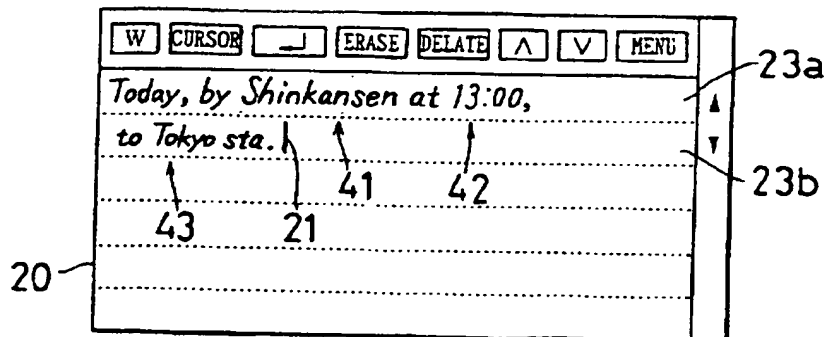 W CURSOR ↵ ERASE DELATE ∧ ∨ MENU
23a
Today, by Shinkansen at 13:00,
▲
▼
to Tokyo sta.
23b
41
42
43
21
20